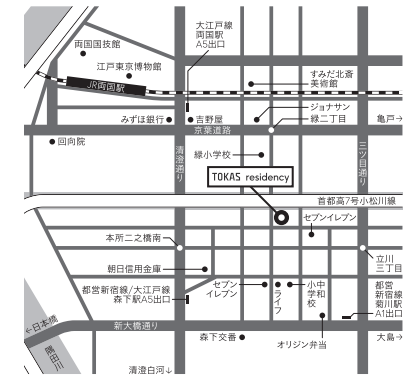 大江戸線
両国駅
A5出口
両国国技館
江戸東京博物館
すみだ北斎
美術館
JR両国駅
ジョナサン
みずほ銀行
吉野屋
緑二丁目
亀戸→
京葉道路
回向院
清澄通り
三ツ目通り
緑小学校
TOKAS residency
首都高7号小松川線
セブンイレブン
本所二之橋南
立川
三丁目
朝日信用金庫
セブン
イレブン
ライフ
小中学和校
都営新宿線/大江戸線
森下駅A5出口
都営
新宿線
菊川駅
A1出口
←日本橋
新大橋通り
隅田川
森下交番
オリジン弁当
大島→
清澄白河↓